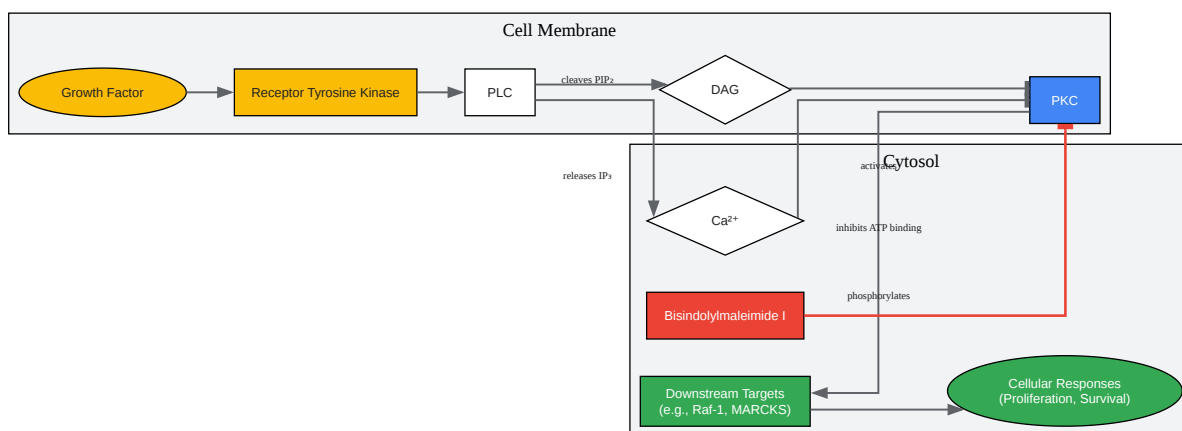 Cell Membrane
Growth Factor
Receptor Tyrosine Kinase
PLC
cleaves PIP₂
DAG
PKC
Cytosol
activates
releases IP₃
Ca²⁺
inhibits ATP binding
phosphorylates
Bisindolylmaleimide I
Downstream Targets
(e.g., Raf-1, MARCKS)
Cellular Responses
(Proliferation, Survival)